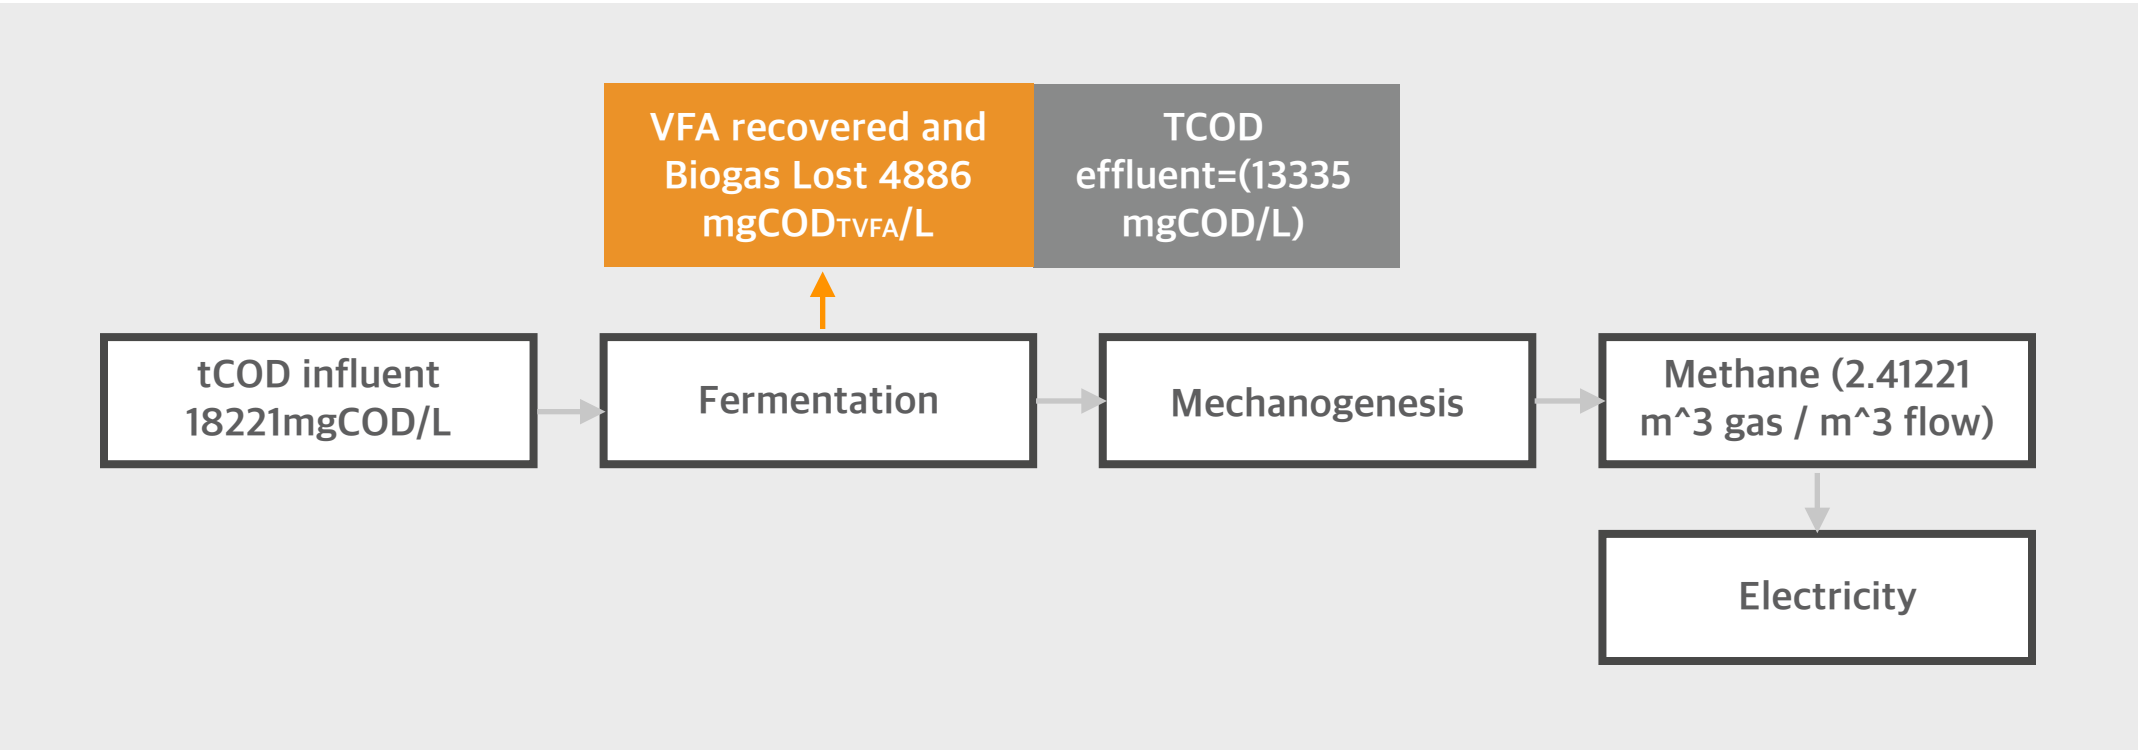 VFA recovered and
Biogas Lost 4886
mgCODTVFA/L
TCOD
effluent=(13335
mgCOD/L)
tCOD influent
18221mgCOD/L
Fermentation
Mechanogenesis
Methane (2.41221
m^3 gas / m^3 flow)
Electricity